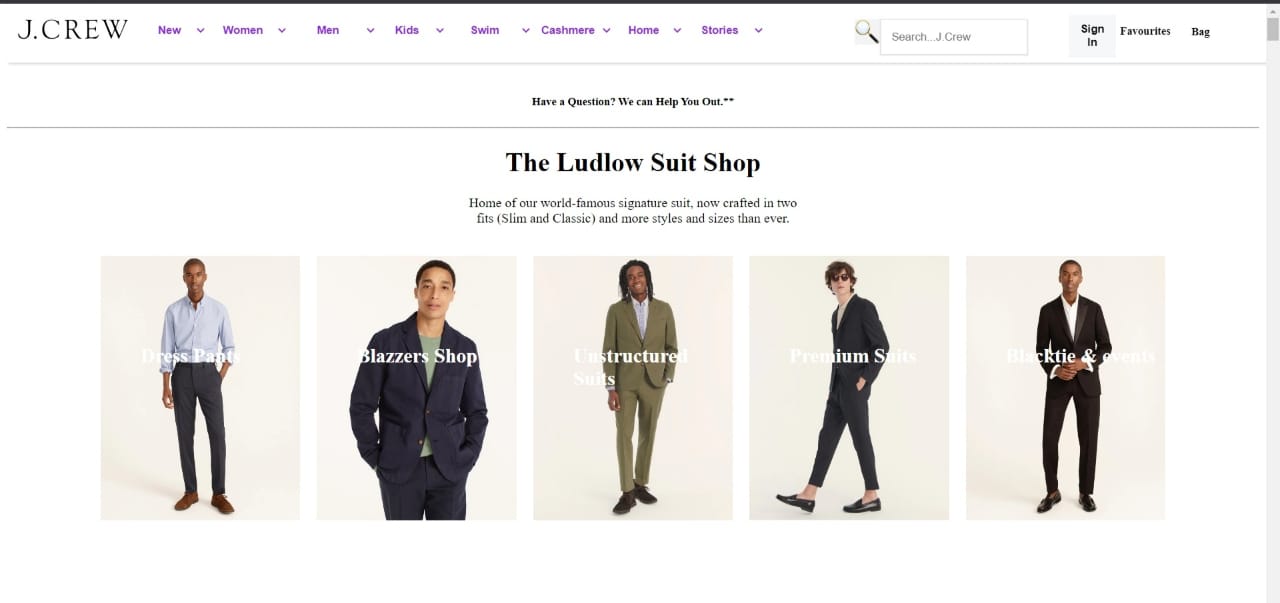 J.CREW
New Women Men Kids Swim Cashmere Home Stories
Search...J.Crew
Sign
In
Favourites
Bag
Have a Question? We can Help You Out.**
The Ludlow Suit Shop
Home of our world-famous signature suit, now crafted in two
fits (Slim and Classic) and more styles and sizes than ever.
Dress Pants
Blazzers Shop
Unstructured
Suits
Premium Suits
Blacktie & events